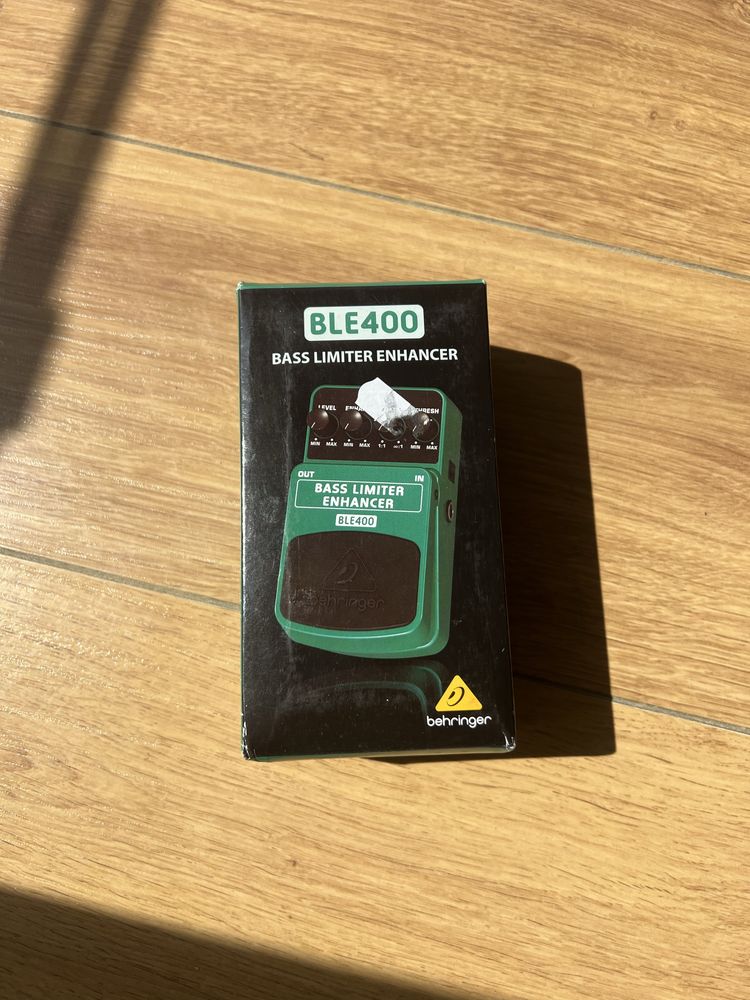 BLE400
BASS LIMITER ENHANCER
LEVEL
MIN MAX MIN MAX 1:1 ∞:1 MIN MAX
OUT IN
BASS LIMITER
ENHANCER
BLE400
behringer
behringer